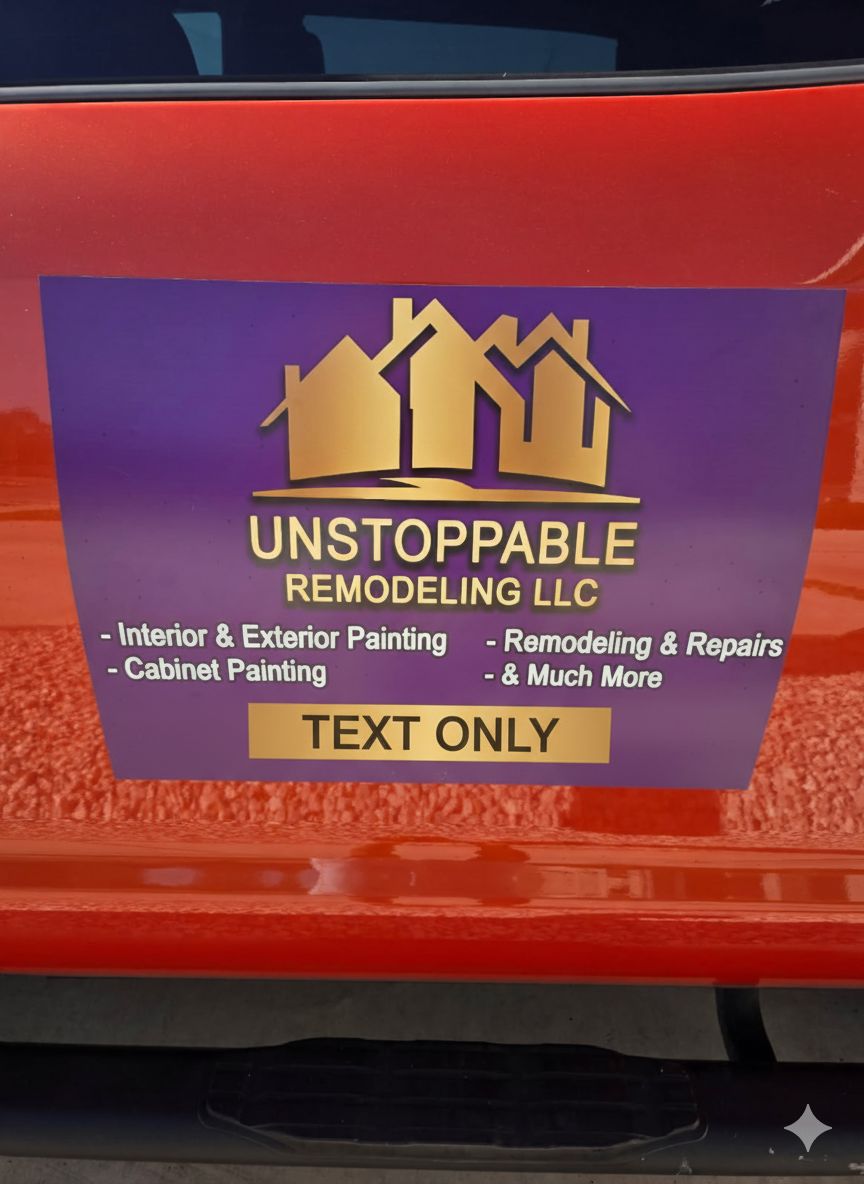 UNSTOPPABLE
REMODELING LLC
- Interior & Exterior Painting
- Remodeling & Repairs
- Cabinet Painting
- & Much More
TEXT ONLY